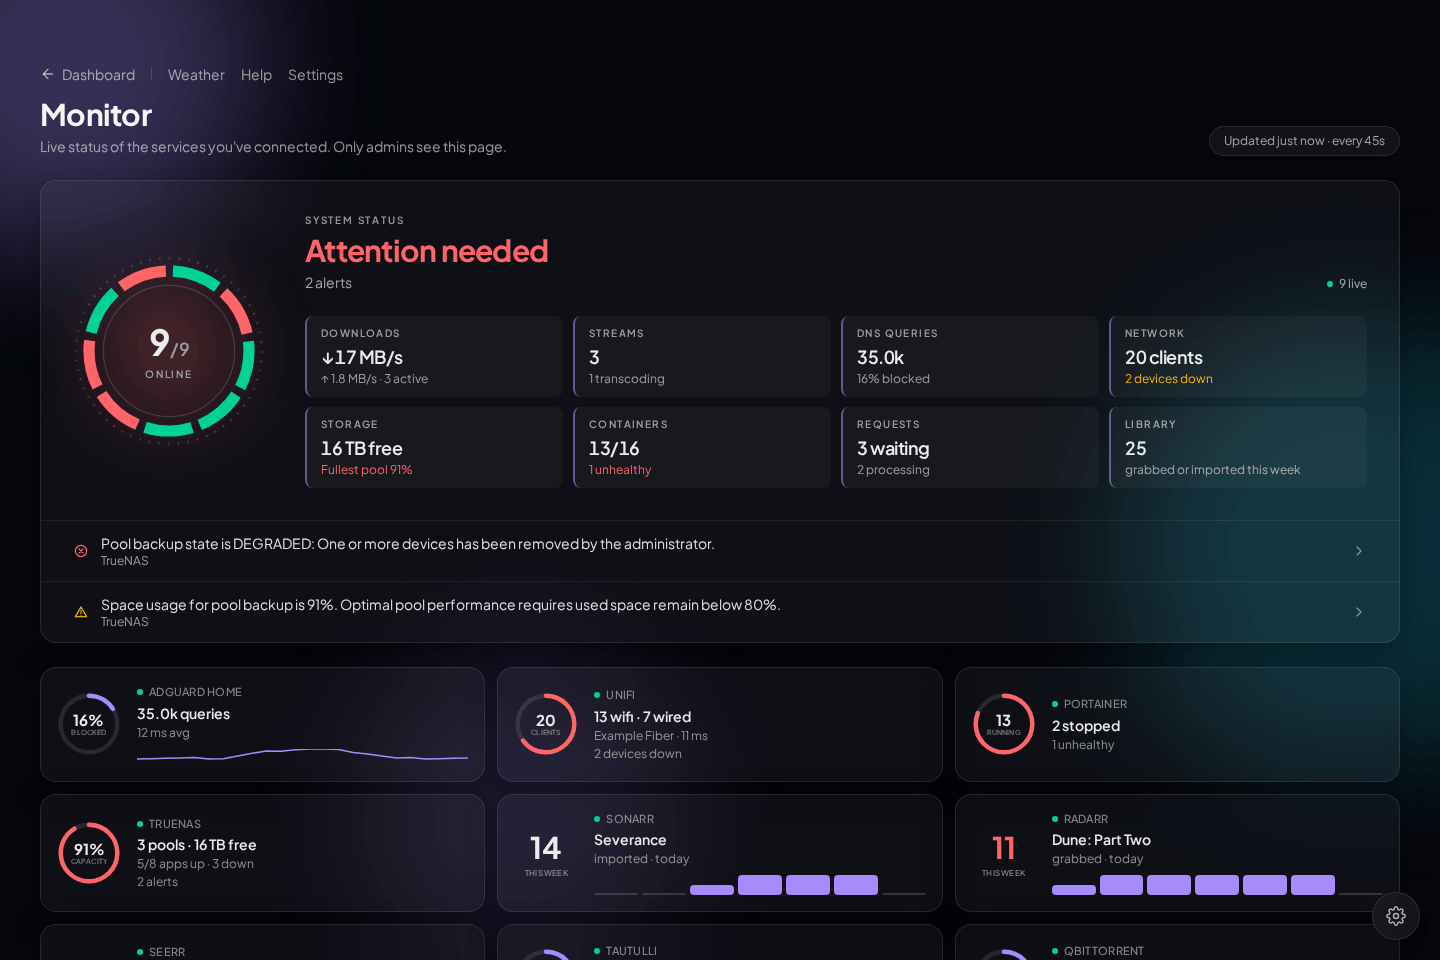 Dashboard Weather Help Settings
Monitor
Live status of the services you've connected. Only admins see this page.
Updated just now · every 45s
SYSTEM STATUS
Attention needed
2 alerts
9 live
9/9
ONLINE
DOWNLOADS
↓17 MB/s
↑ 1.8 MB/s · 3 active
STREAMS
3
1 transcoding
DNS QUERIES
35.0k
16% blocked
NETWORK
20 clients
2 devices down
STORAGE
16 TB free
Fullest pool 91%
CONTAINERS
13/16
1 unhealthy
REQUESTS
3 waiting
2 processing
LIBRARY
25
grabbed or imported this week
Pool backup state is DEGRADED: One or more devices has been removed by the administrator.
TrueNAS
Space usage for pool backup is 91%. Optimal pool performance requires used space remain below 80%.
TrueNAS
16%
BLOCKED
ADGUARD HOME
35.0k queries
12 ms avg
20
CLIENTS
UNIFI
13 wifi · 7 wired
Example Fiber · 11 ms
2 devices down
13
RUNNING
PORTAINER
2 stopped
1 unhealthy
91%
CAPACITY
TRUENAS
3 pools · 16 TB free
5/8 apps up · 3 down
2 alerts
14
THIS WEEK
SONARR
Severance
imported · today
11
THIS WEEK
RADARR
Dune: Part Two
grabbed · today
SEERR
TAUTULLI
QBITTORRENT